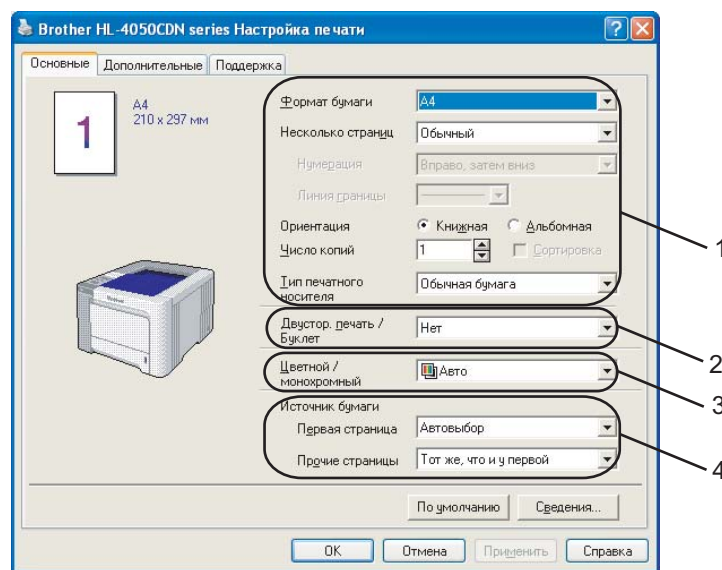 Brother HL-4050CDN series Настройка печати
Основные Дополнительные Поддержка
1
A4
210 x 297 мм
Формат бумаги A4
Несколько страниц Обычный
Нумерация Вправо, затем вниз
Линия границы
Ориентация Книжная Альбомная
Число копий 1 Сортировка
Тип печатного
носителя
Обычная бумага
1
Двустор. печать /
Буклет
Нет
2
Цветной /
монохромный
Авто
3
Источник бумаги
Первая страница Автовыбор
Прочие страницы Тот же, что и у первой
4
По умолчанию Сведения...
OK Отмена Применить Справка